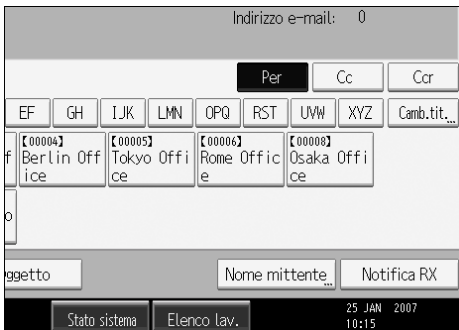 Indirizzo e-mail: 0
Per Cc Ccr
EF GH IJK LMN OPQ RST UVW XYZ Camb.tit.
【00004】 【00005】 【00006】 【00008】
f Berlin Off Tokyo Offi Rome Offic Osaka Offi
ice ce e ce
o
ggetto Nome mittente Notifica RX
Stato sistema Elenco lav. 25 JAN 2007
10:15